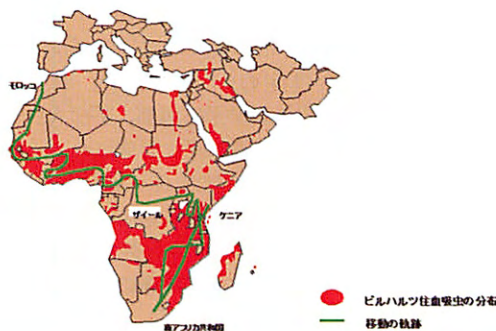 モロッコ
ザイール
ケニア
南アフリカ共和国
ビルハルツ住血吸虫の分布
移動の軌跡